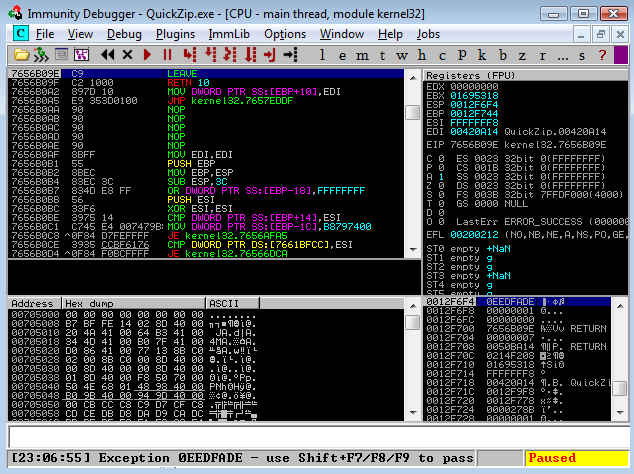 Immunity Debugger - QuickZip.exe - [CPU - main thread, module kernel32]
C File View Debug Plugins ImmLib Options Window Help Jobs
l e m t w h c p k b z r ... s ?
7656B09E C9 LEAVE
7656B09F C2 1000 RETN 10
7656B0A2 897D 10 MOV DWORD PTR SS:[EBP+10],EDI
7656B0A5 E9 353D0100 JMP kernel32.7657EDDF
7656B0AA 90 NOP
7656B0AB 90 NOP
7656B0AC 90 NOP
7656B0AD 90 NOP
7656B0AE 90 NOP
7656B0AF 8BFF MOV EDI,EDI
7656B0B1 55 PUSH EBP
7656B0B2 8BEC MOV EBP,ESP
7656B0B4 83EC 3C SUB ESP,3C
7656B0B7 834D E8 FF OR DWORD PTR SS:[EBP-18],FFFFFFFF
7656B0BB 56 PUSH ESI
7656B0BC 33F6 XOR ESI,ESI
7656B0BE 3975 14 CMP DWORD PTR SS:[EBP+14],ESI
7656B0C1 C745 E4 007479B MOV DWORD PTR SS:[EBP-1C],B8797400
7656B0C8 ^0F84 D7FEFFFF JE kernel32.7656AFA5
7656B0CE 3935 CCBF6176 CMP DWORD PTR DS:[7661BFCC],ESI
7656B0D4 ^0F84 F0BCFFFF JE kernel32.76566DCA
Registers (FPU)
EDX 00000000
EBX 01695318
ESP 0012F6F4
EBP 0012F744
ESI FFFFFFF8
EDI 00420A14 QuickZip.00420A14
EIP 7656B09E kernel32.7656B09E
C 0 ES 0023 32bit 0(FFFFFFFF)
P 0 CS 001B 32bit 0(FFFFFFFF)
A 1 SS 0023 32bit 0(FFFFFFFF)
Z 0 DS 0023 32bit 0(FFFFFFFF)
S 0 FS 003B 32bit 7FFDF000(4000)
T 0 GS 0000 NULL
D 0
O 0 LastErr ERROR_SUCCESS (000000
EFL 00200212 (NO,NB,NE,A,NS,PO,GE,
ST0 empty +NaN
ST1 empty g
ST2 empty g
ST3 empty +NaN
ST4 empty g
ST5 empty g
Address Hex dump ASCII
00705000 00 00 00 00 00 00 00 00 ........
00705008 B7 BF FE 14 02 8D 40 00
00705010 20 4A 41 00 64 B3 41 00
00705018 34 4D 41 00 B0 7F 41 00
00705020 D0 86 41 00 77 13 8B C0
00705028 02 00 8B C0 00 8D 40 00
00705030 00 8D 40 00 00 8D 40 00
00705038 01 8D 40 00 F8 50 70 00
00705040 50 4E 68 01 48 98 40 00
00705048 B0 9B 40 00 94 9D 40 00
00705050 00 CB CC C8 C9 D7 CF C8
00705058 CD CE DB D8 DA D9 CA DC
0012F6F4 0EEDFADE
0012F6F8 00000001
0012F6FC 00000001
0012F700 7656B09E RETURN
0012F704 00000007
0012F708 0050BA14 RETURN
0012F70C 0214F208
0012F710 01695318
0012F714 FFFFFFF8
0012F718 00420A14 QuickZi
0012F71C 0012F9F8
0012F720 0012F778
0012F724 0000278B
0012F728 00000000
[23:06:55] Exception 0EEDFADE - use Shift+F7/F8/F9 to pass
Paused